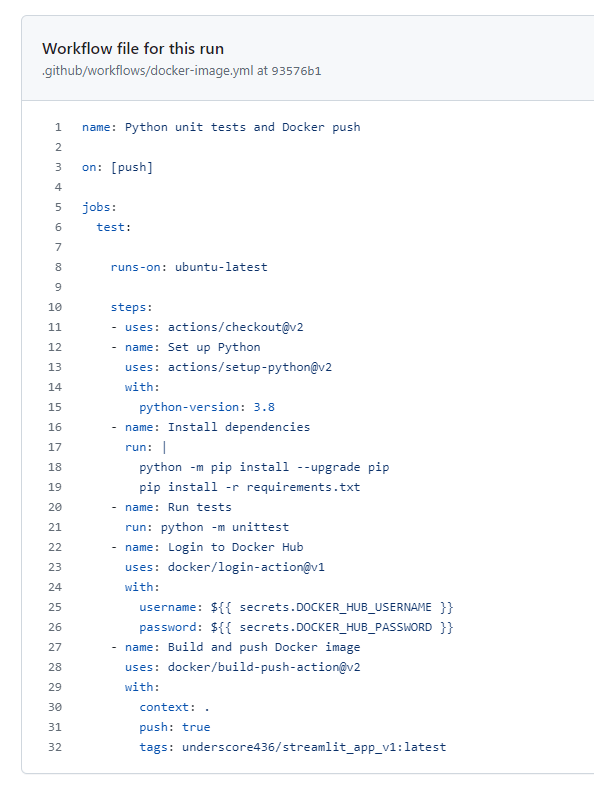 Workflow file for this run
.github/workflows/docker-image.yml at 93576b1
1 name: Python unit tests and Docker push
2
3 on: [push]
4
5 jobs:
6   test:
7
8     runs-on: ubuntu-latest
9
10     steps:
11     - uses: actions/checkout@v2
12     - name: Set up Python
13       uses: actions/setup-python@v2
14       with:
15         python-version: 3.8
16     - name: Install dependencies
17       run: |
18         python -m pip install --upgrade pip
19         pip install -r requirements.txt
20     - name: Run tests
21       run: python -m unittest
22     - name: Login to Docker Hub
23       uses: docker/login-action@v1
24       with:
25         username: ${{ secrets.DOCKER_HUB_USERNAME }}
26         password: ${{ secrets.DOCKER_HUB_PASSWORD }}
27     - name: Build and push Docker image
28       uses: docker/build-push-action@v2
29       with:
30         context: .
31         push: true
32         tags: underscore436/streamlit_app_v1:latest